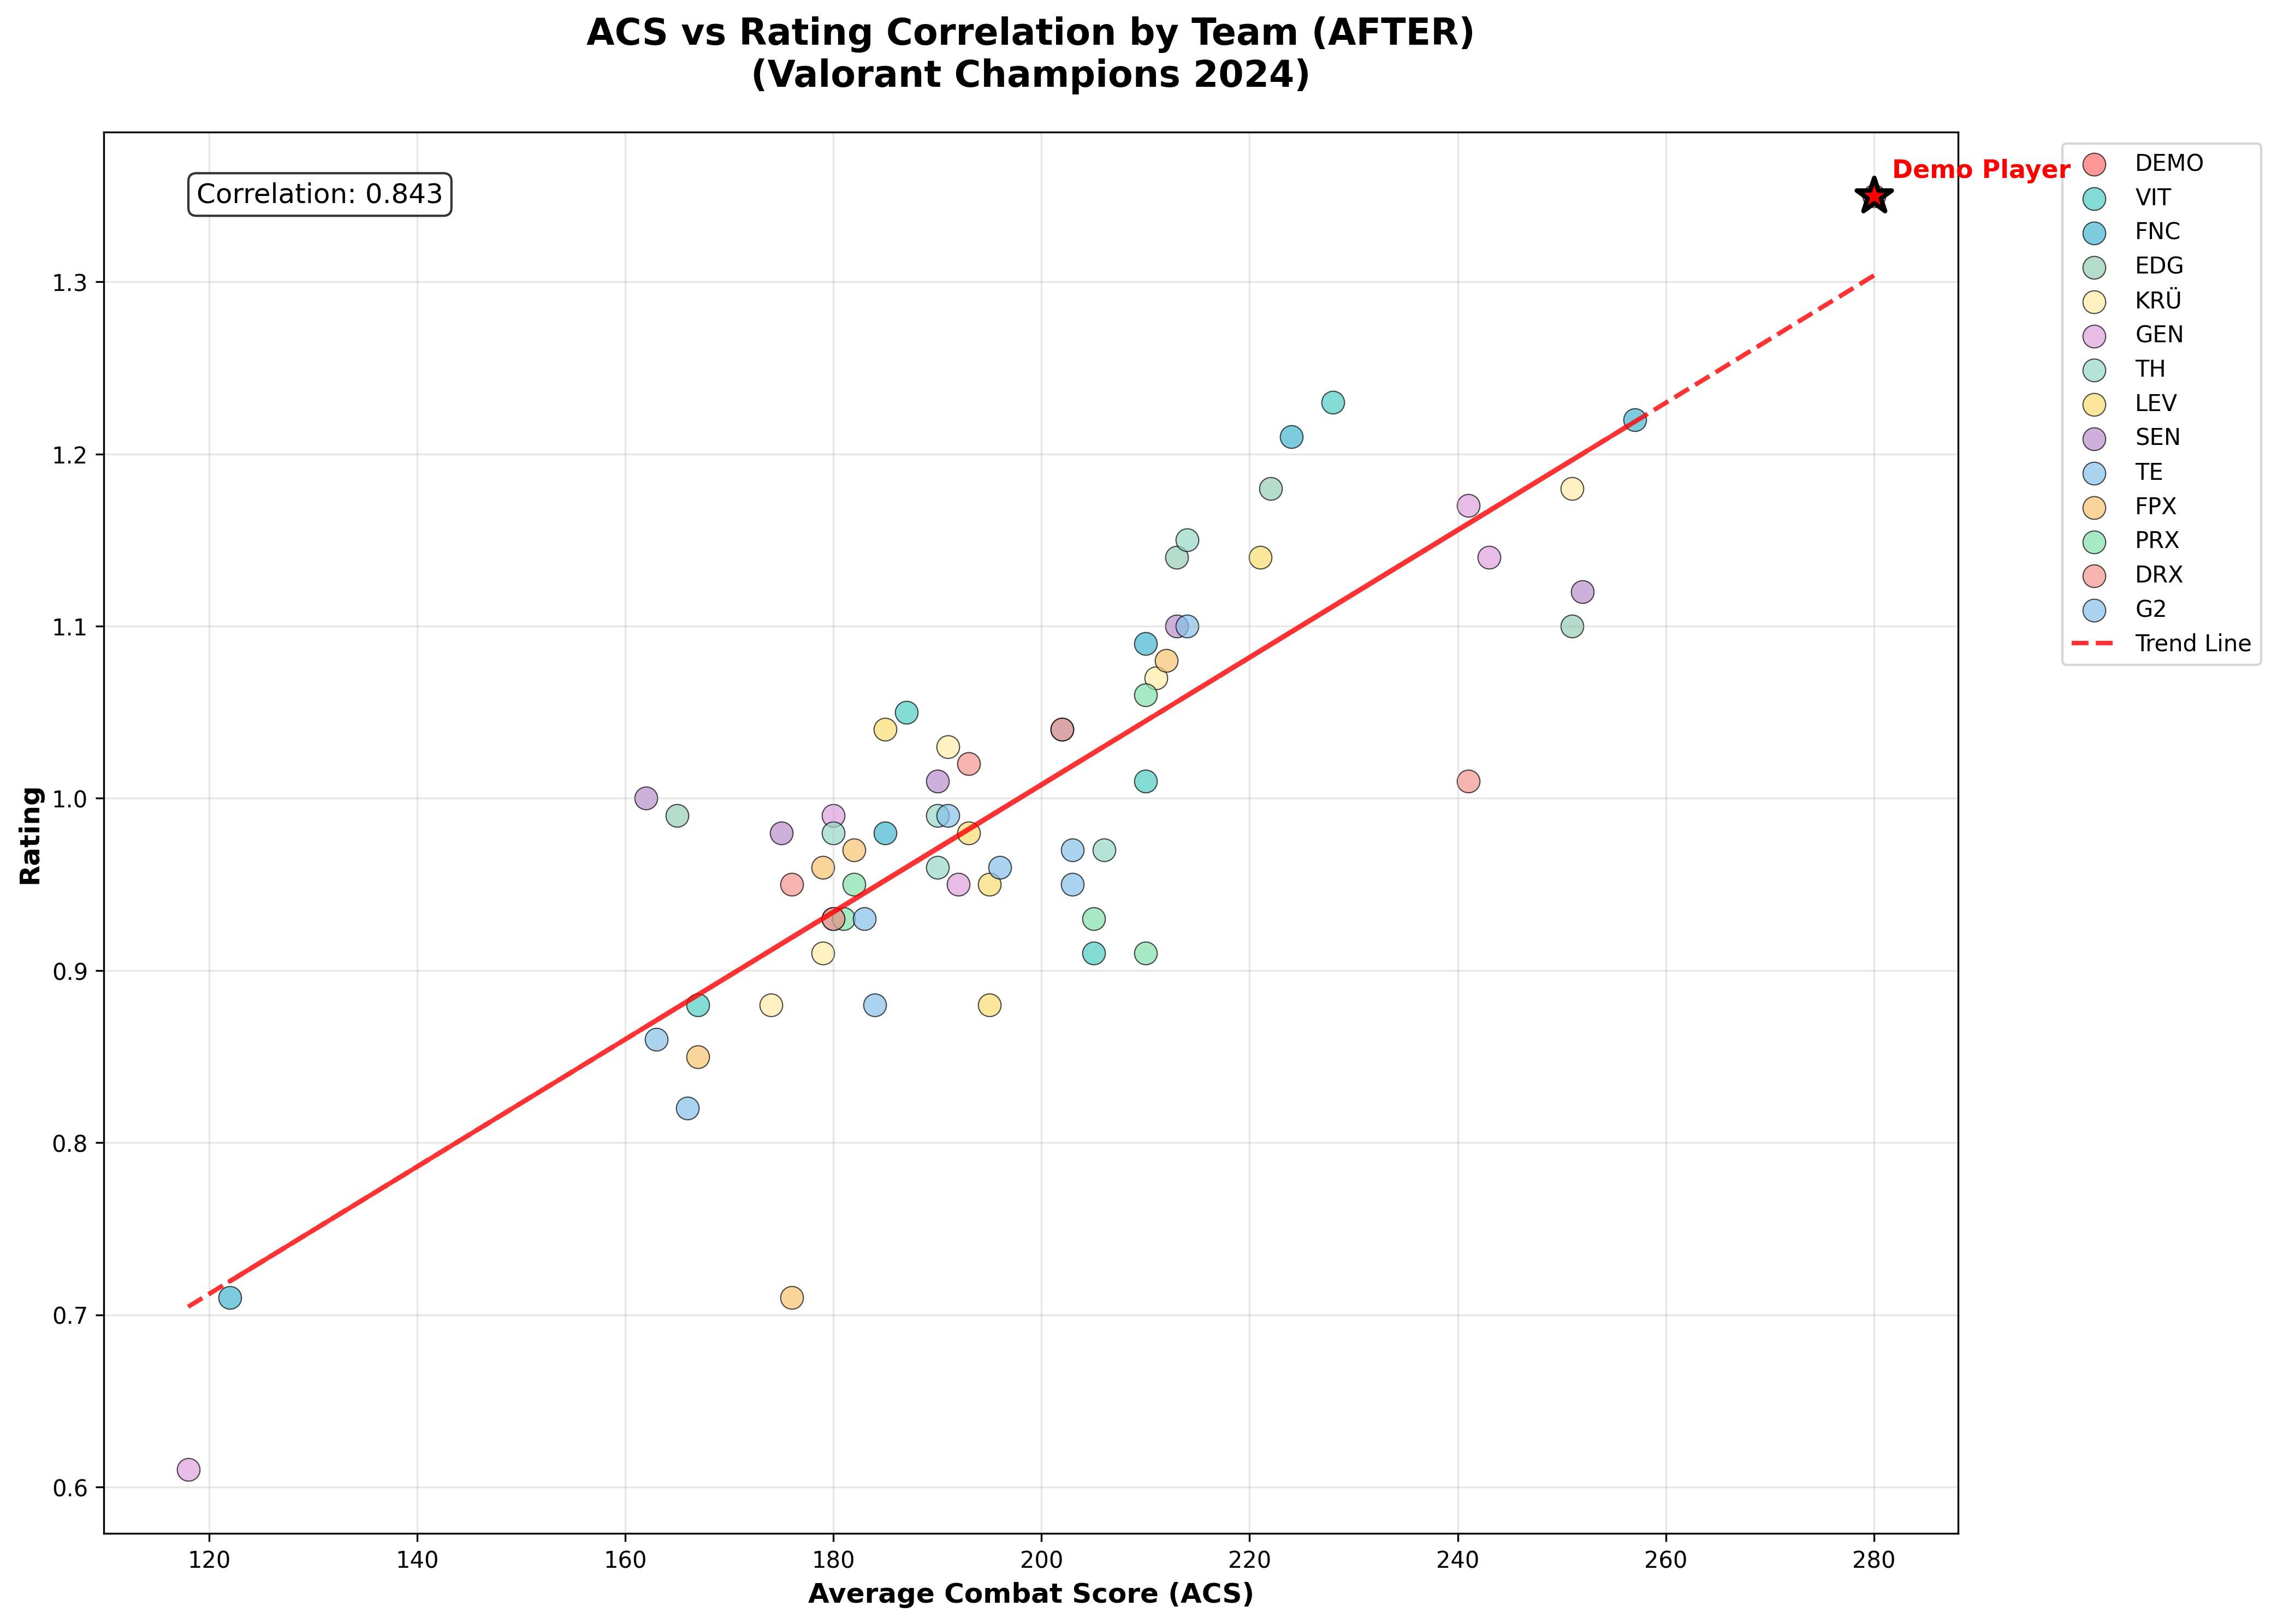 ACS vs Rating Correlation by Team (AFTER)
(Valorant Champions 2024)
Correlation: 0.843
Demo Player
DEMO
VIT
FNC
EDG
KRÜ
GEN
TH
LEV
SEN
TE
FPX
PRX
DRX
G2
Trend Line
Rating
1.3
1.2
1.1
1.0
0.9
0.8
0.7
0.6
120 140 160 180 200 220 240 260 280
Average Combat Score (ACS)